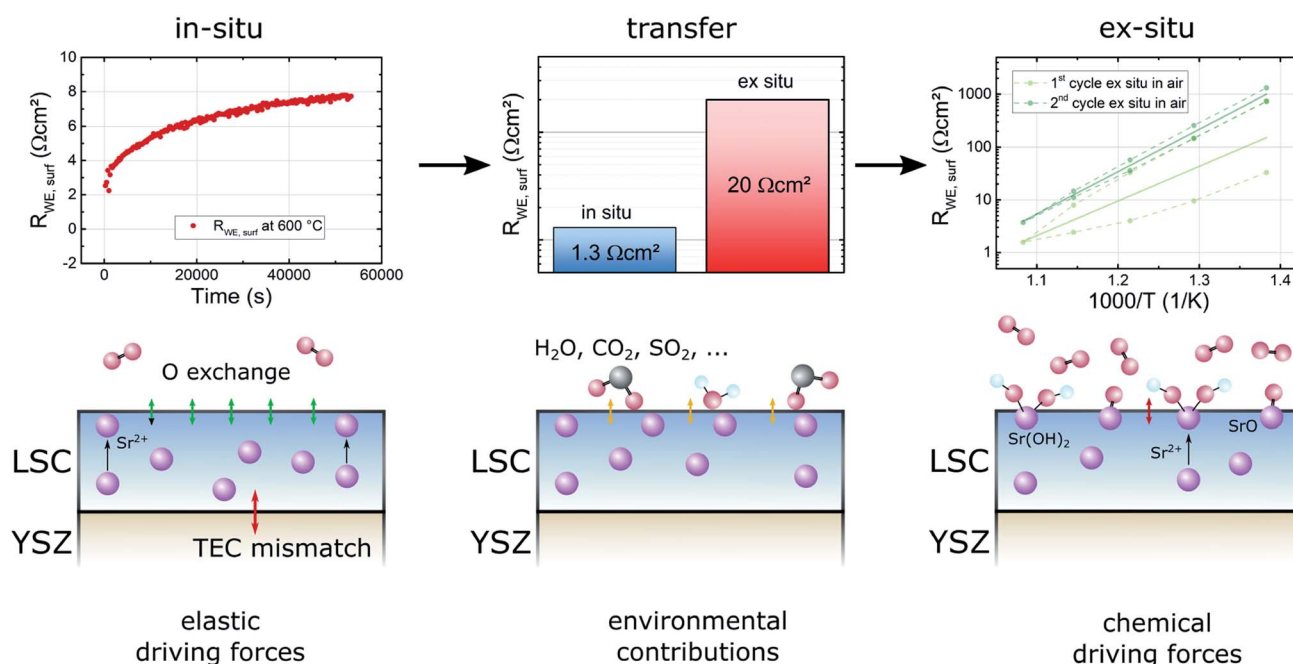 in-situ
10
8
6
4
2
0
-2
R_WE, surf (Ωcm²)
R_WE, surf at 600 °C
0
20000
40000
60000
Time (s)
transfer
R_WE, surf (Ωcm²)
ex situ
in situ
20 Ωcm²
1.3 Ωcm²
ex-situ
1000
100
10
1
R_WE, surf (Ωcm²)
1st cycle ex situ in air
2nd cycle ex situ in air
1.1
1.2
1.3
1.4
1000/T (1/K)
O exchange
Sr²⁺
LSC
YSZ
TEC mismatch
elastic
driving forces
H₂O, CO₂, SO₂, ...
LSC
YSZ
environmental
contributions
Sr(OH)₂
Sr²⁺
SrO
LSC
YSZ
chemical
driving forces